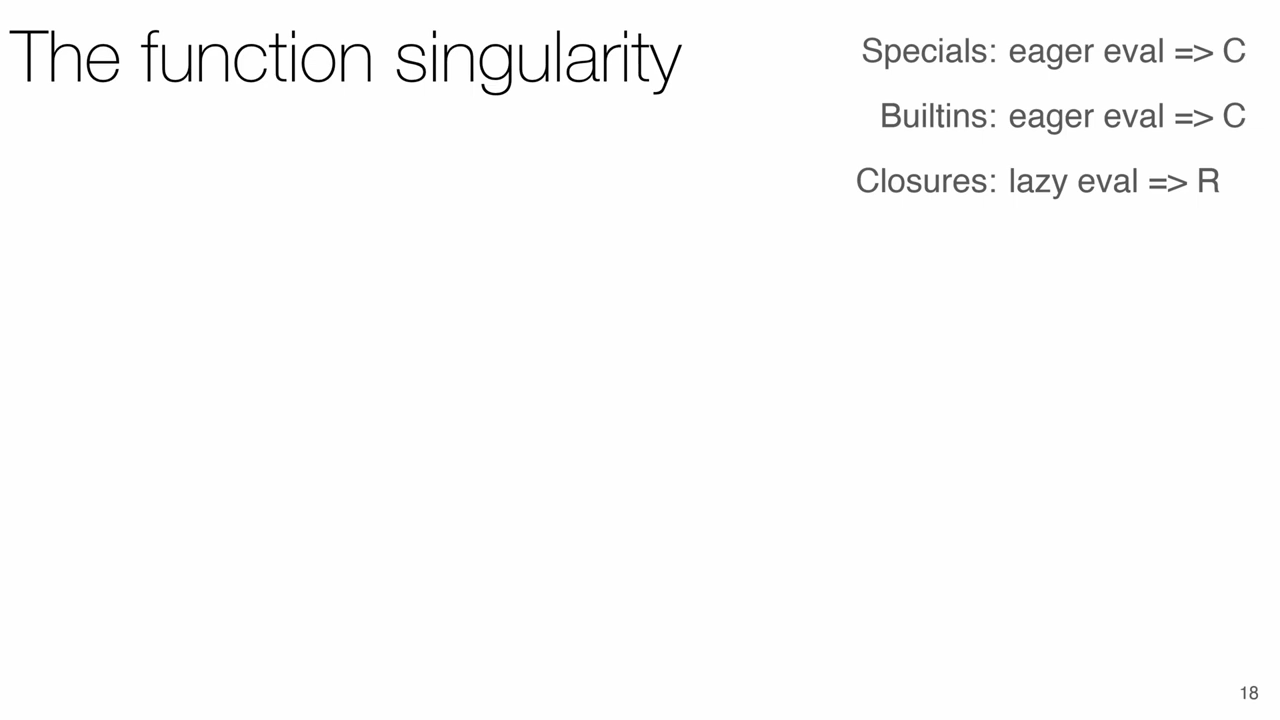 The function singularity
Specials: eager eval => C
Builtins: eager eval => C
Closures: lazy eval => R
18